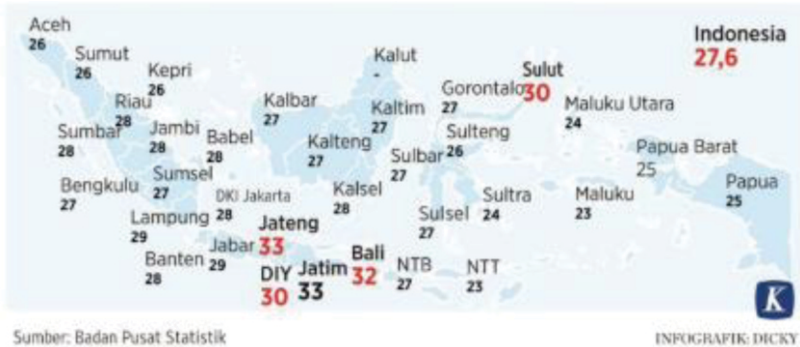 Aceh
26
Sumut
26
Kepri
26
Riau
28
Sumbar
28
Jambi
28
Babel
28
Bengkulu
27
Sumsel
27
DKI Jakarta
28
Lampung
29
Banten
28
Jabar
29
Jateng
33
DIY
30
Jatim
33
Bali
32
NTB
27
NTT
23
Kalbar
27
Kalut
-
Kaltim
27
Kalteng
27
Kalsel
28
Gorontalo
27
Sulut
30
Sulteng
26
Sulbar
27
Sulsel
27
Sultra
24
Maluku Utara
24
Maluku
23
Papua Barat
25
Papua
25
Indonesia
27,6
K
Sumber: Badan Pusat Statistik
INFOGRAFIK: DICKY